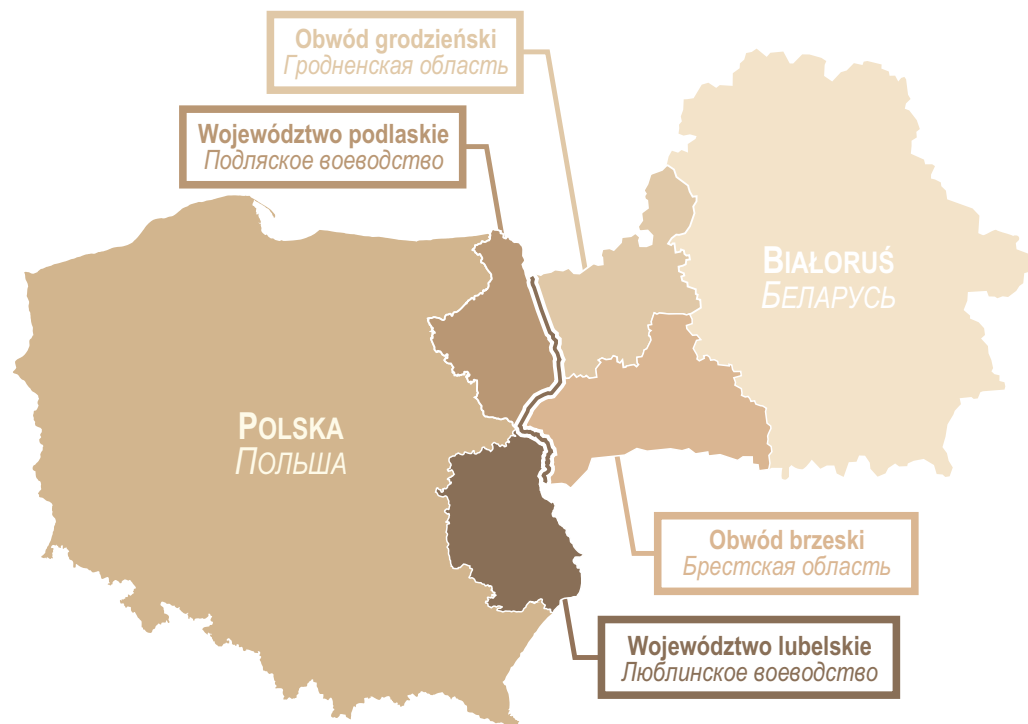 Obwód grodzieński
Гродненская область
Województwo podlaskie
Подляское воеводство
BIAŁORUŚ
БЕЛАРУСЬ
POLSKA
ПОЛЬША
Obwód brzeski
Брестская область
Województwo lubelskie
Люблинское воеводство